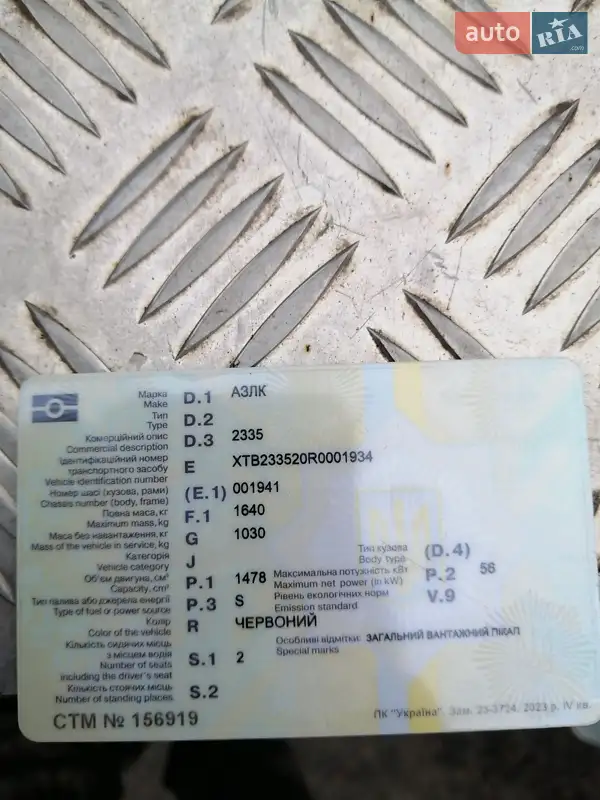 auto RIA .com
Марка D.1 АЗЛК
Make
Тип D.2
Type
Комерційний опис D.3 2335
Commercial description
Ідентифікаційний номер
транспортного засобу E XTB233520R0001934
Vehicle identification number
Номер шасі (кузова, рами) (E.1) 001941
Chassis number (body, frame)
Повна маса, кг F.1 1640
Maximum mass, kg
Маса без навантаження, кг G 1030
Mass of the vehicle in service, kg
Категорія J
Vehicle category
Тип кузова (D.4)
Body type
Об'єм двигуна, см³ P.1 1478
Capacity, cm³
Максимальна потужність кВт P.2 56
Maximum net power (in kW)
Тип палива або джерела енергії P.3 S
Type of fuel or power source
Рівень екологічних норм V.9
Emission standard
Колір R ЧЕРВОНИЙ
Color of the vehicle
Особливі відмітки: ЗАГАЛЬНИЙ ВАНТАЖНИЙ ПІКАП
Special marks
Кількість сидячих місць
з місцем водія S.1 2
Number of seats
including the driver's seat
Кількість стоячих місць S.2
Number of standing places
СТМ № 156919
ПК "Україна". Зам. 23-3724. 2023 р. IV кв.